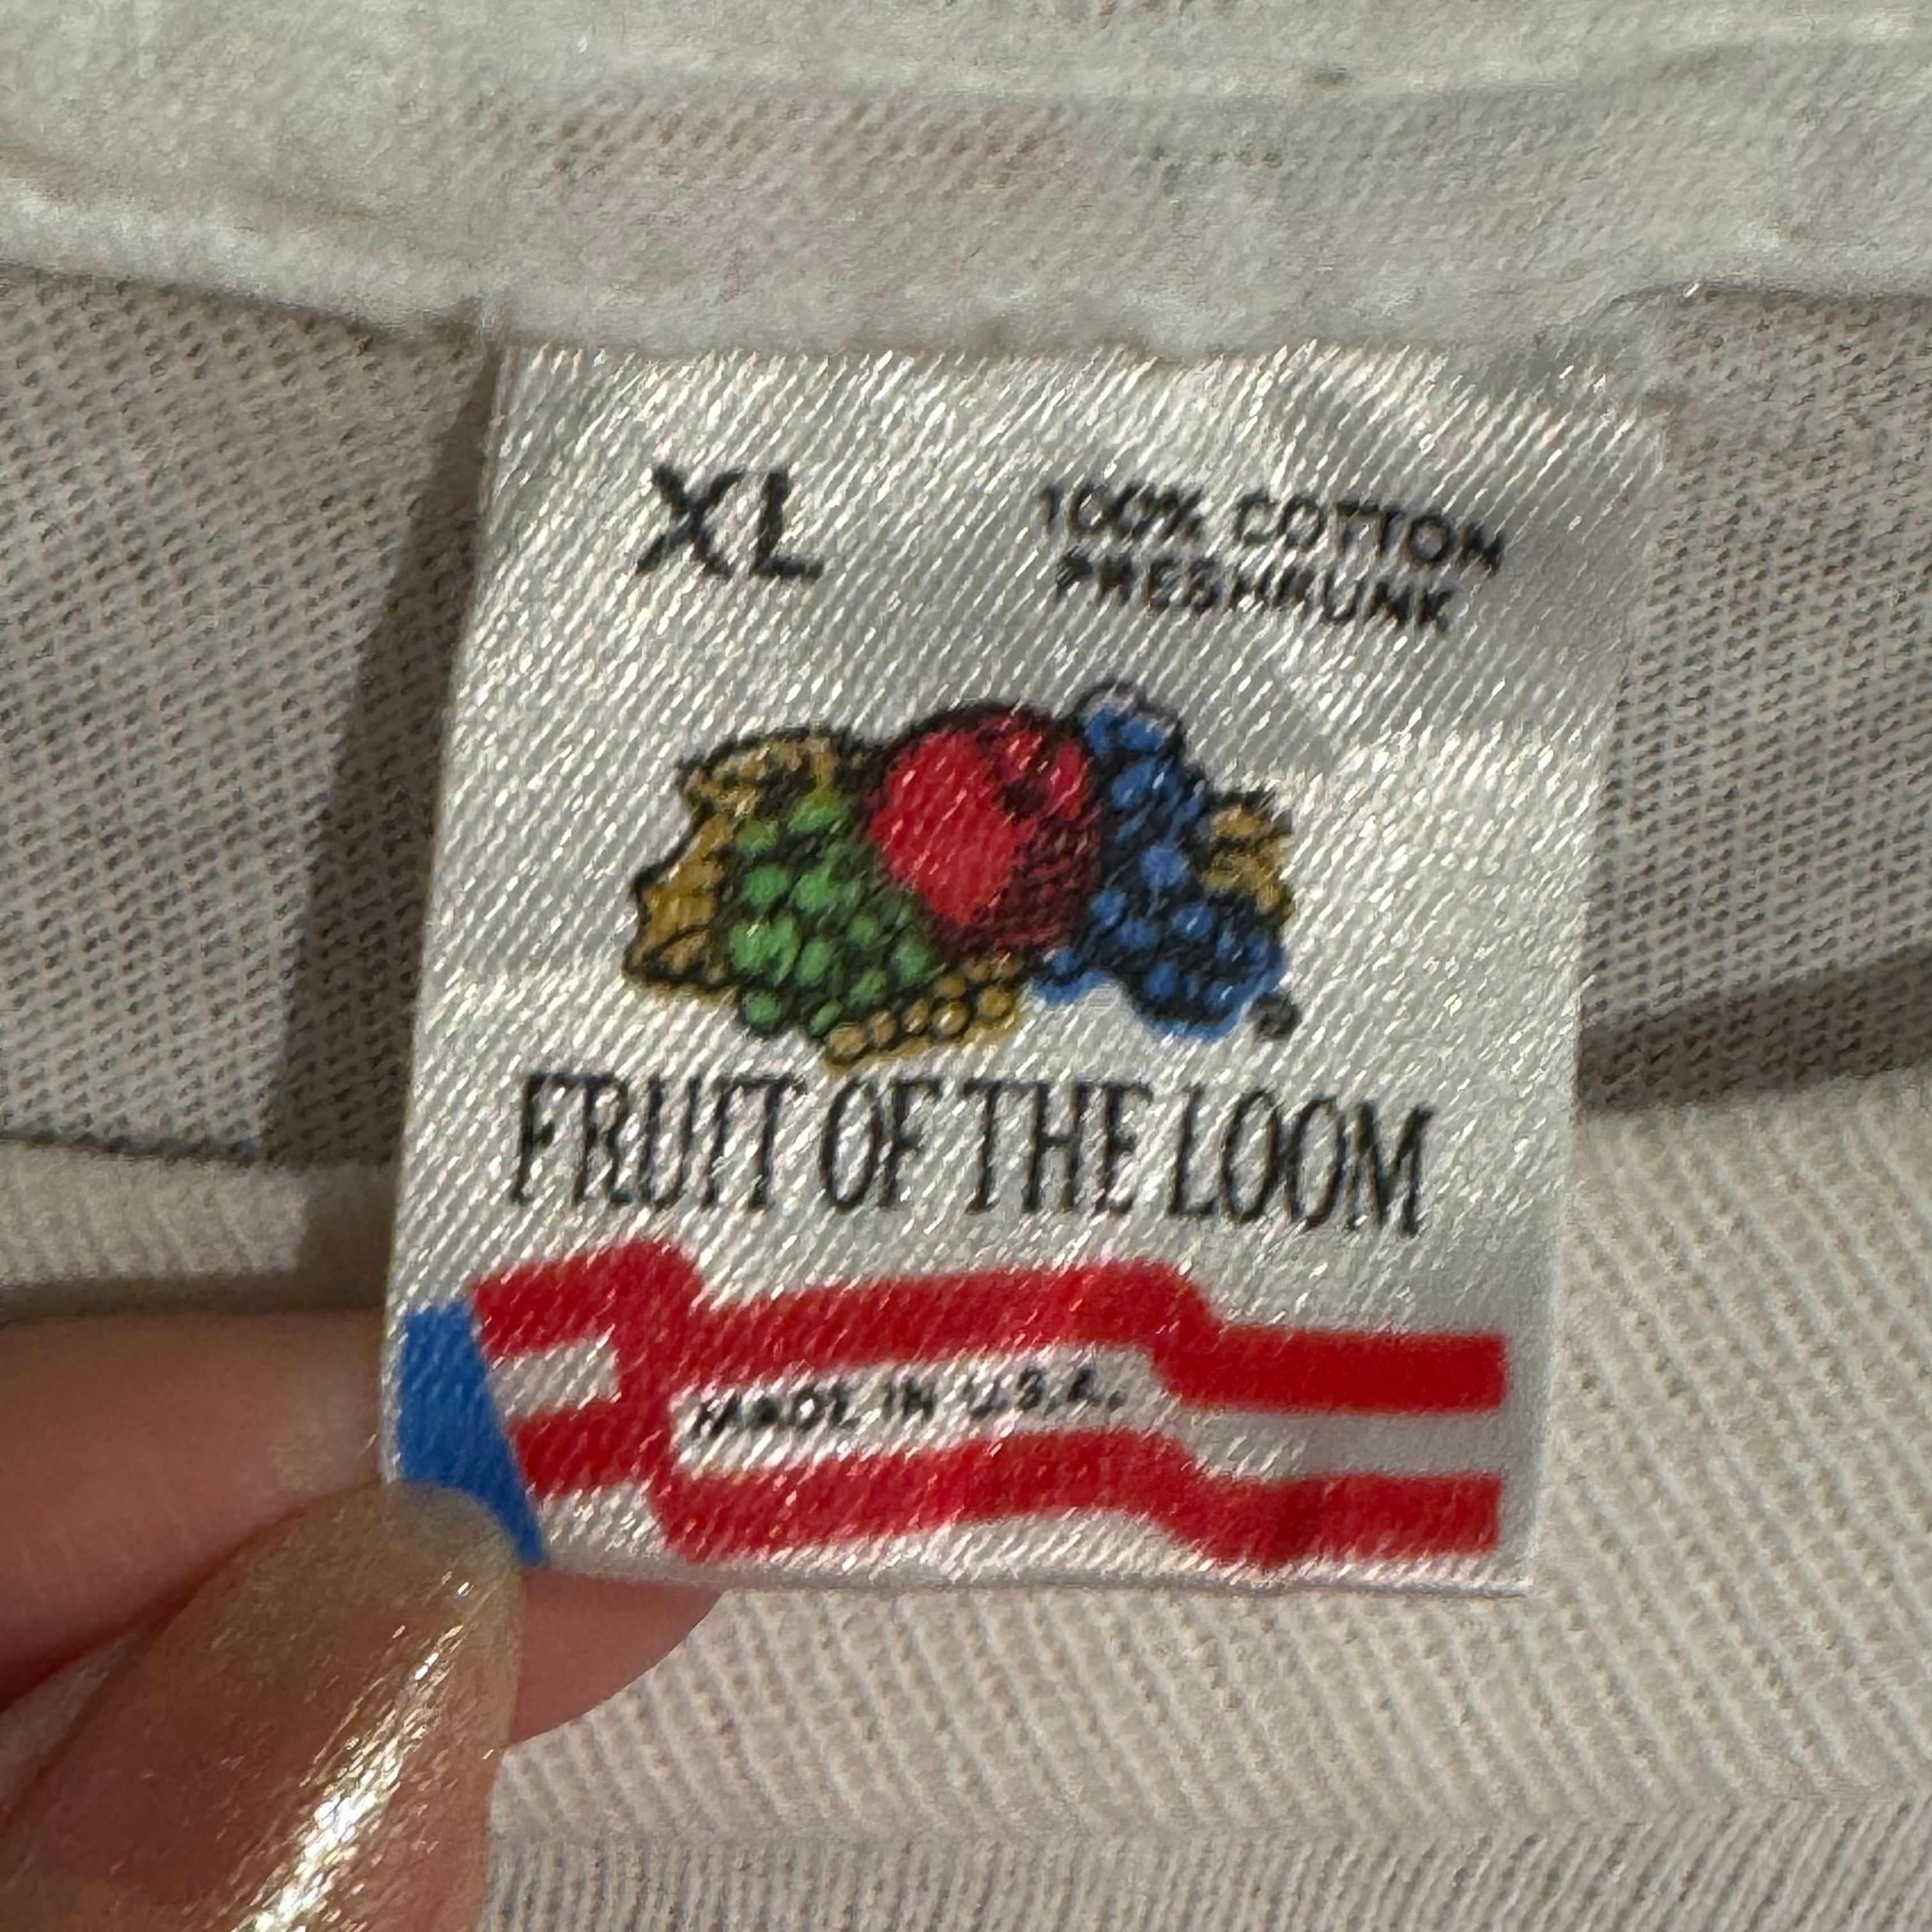 XL
100% COTTON
PRESHRUNK
FRUIT OF THE LOOM
MADE IN U.S.A.